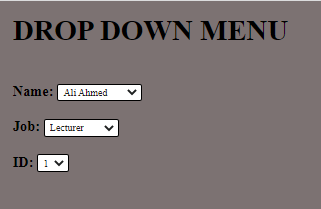 DROP DOWN MENU
Name: Ali Ahmed
Job: Lecturer
ID: 1